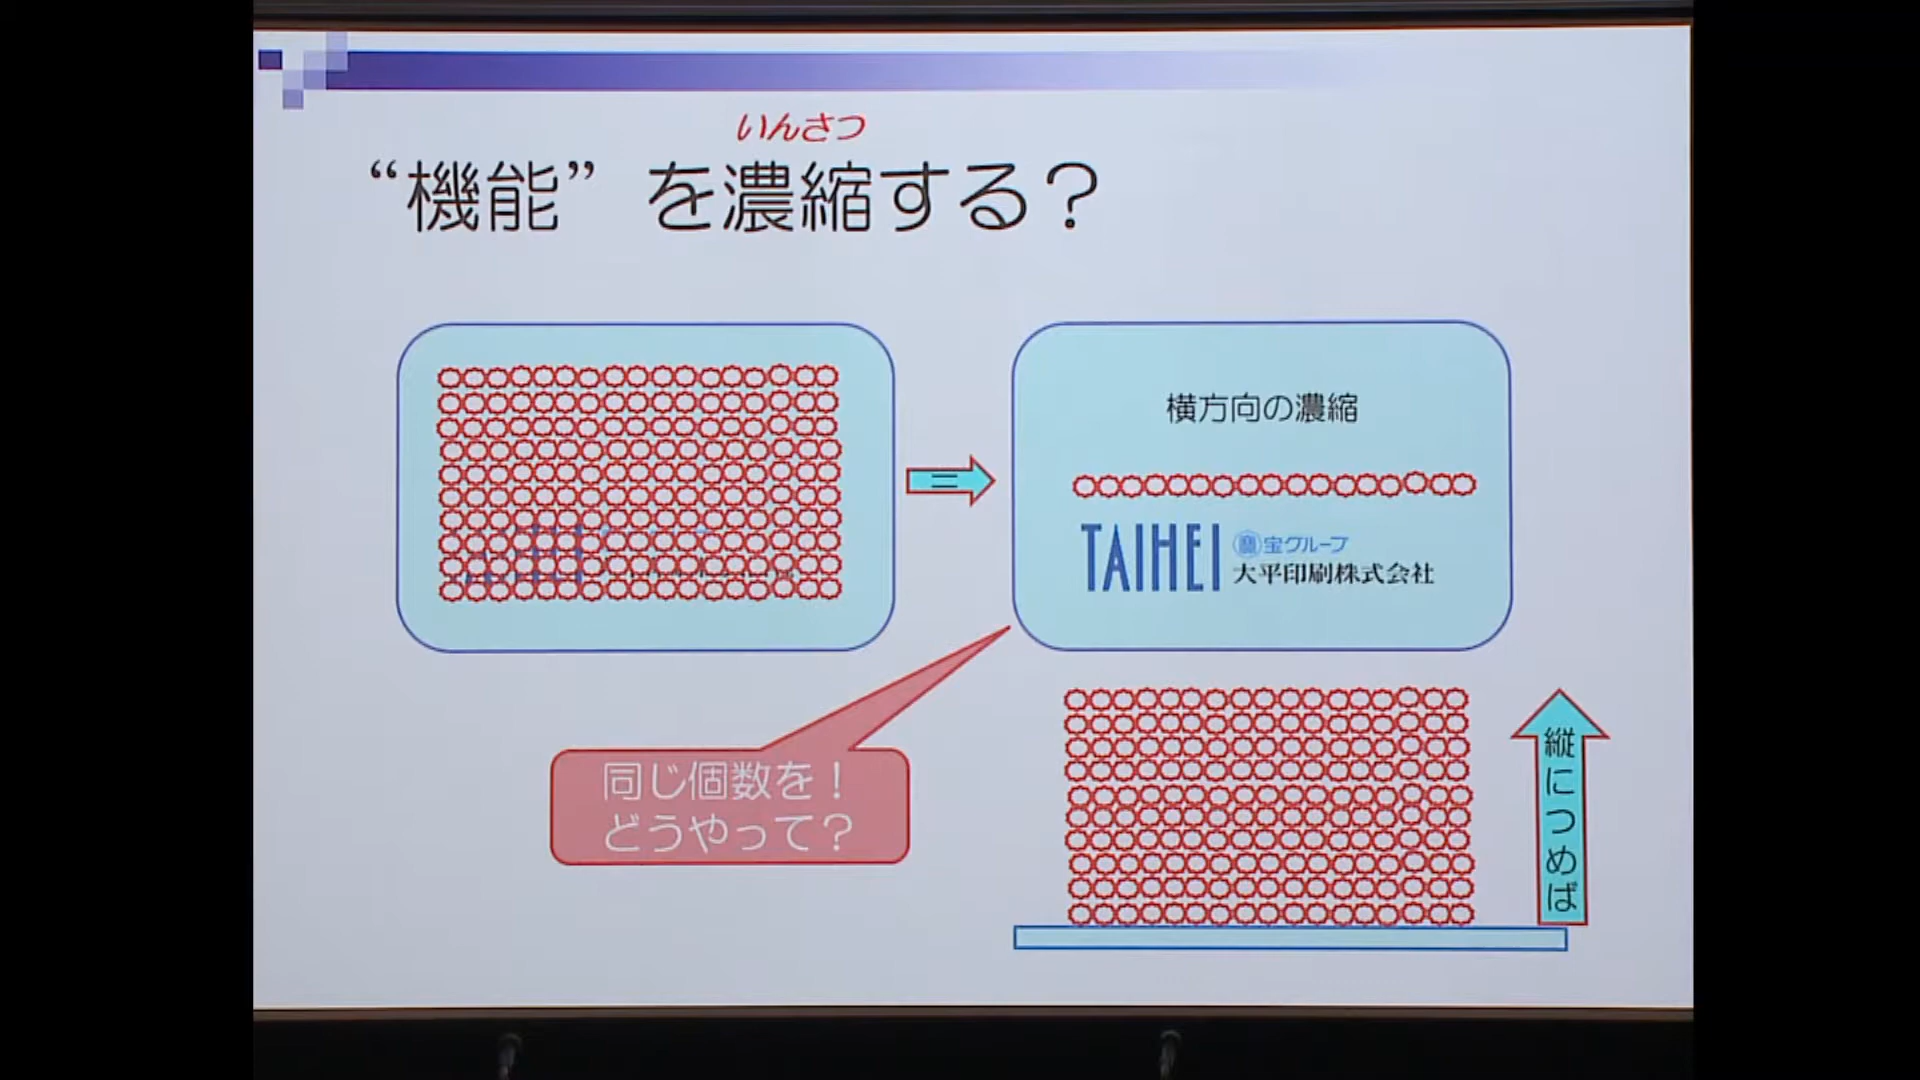 いんさつ
“機能” を濃縮する？
横方向の濃縮
=
TAIHEI
寶 宝グループ
大平印刷株式会社
同じ個数を！
どうやって？
縦につめば